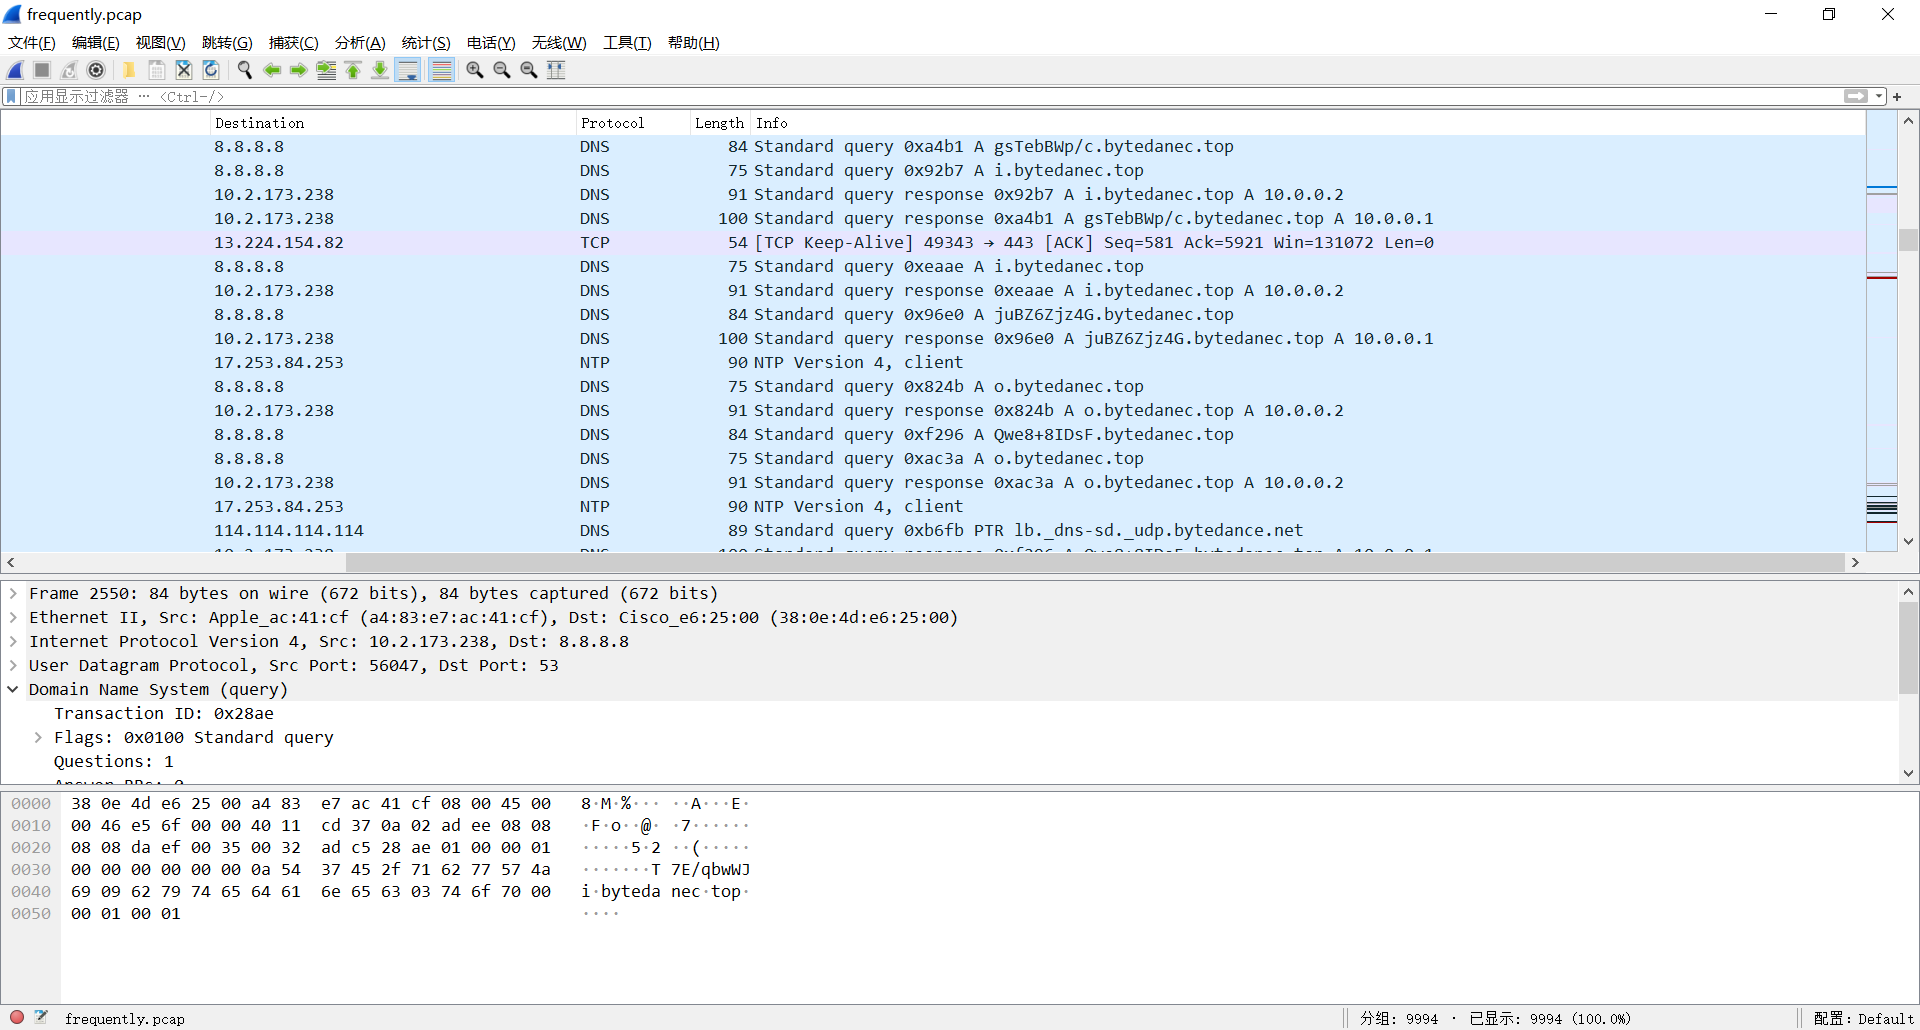 frequently.pcap
文件(F) 编辑(E) 视图(V) 跳转(G) 捕获(C) 分析(A) 统计(S) 电话(Y) 无线(W) 工具(T) 帮助(H)
应用显示过滤器 … <Ctrl-/>
Destination Protocol Length Info
8.8.8.8 DNS 84 Standard query 0xa4b1 A gsTebBWp/c.bytedanec.top
8.8.8.8 DNS 75 Standard query 0x92b7 A i.bytedanec.top
10.2.173.238 DNS 91 Standard query response 0x92b7 A i.bytedanec.top A 10.0.0.2
10.2.173.238 DNS 100 Standard query response 0xa4b1 A gsTebBWp/c.bytedanec.top A 10.0.0.1
13.224.154.82 TCP 54 [TCP Keep-Alive] 49343 → 443 [ACK] Seq=581 Ack=5921 Win=131072 Len=0
8.8.8.8 DNS 75 Standard query 0xeaae A i.bytedanec.top
10.2.173.238 DNS 91 Standard query response 0xeaae A i.bytedanec.top A 10.0.0.2
8.8.8.8 DNS 84 Standard query 0x96e0 A juBZ6Zjz4G.bytedanec.top
10.2.173.238 DNS 100 Standard query response 0x96e0 A juBZ6Zjz4G.bytedanec.top A 10.0.0.1
17.253.84.253 NTP 90 NTP Version 4, client
8.8.8.8 DNS 75 Standard query 0x824b A o.bytedanec.top
10.2.173.238 DNS 91 Standard query response 0x824b A o.bytedanec.top A 10.0.0.2
8.8.8.8 DNS 84 Standard query 0xf296 A Qwe8+8IDsF.bytedanec.top
8.8.8.8 DNS 75 Standard query 0xac3a A o.bytedanec.top
10.2.173.238 DNS 91 Standard query response 0xac3a A o.bytedanec.top A 10.0.0.2
17.253.84.253 NTP 90 NTP Version 4, client
114.114.114.114 DNS 89 Standard query 0xb6fb PTR lb._dns-sd._udp.bytedance.net
10.2.173.238 DNS 100 Standard query response 0xf296 A Qwe8+8IDsF.bytedanec.top A 10.0.0.1
Frame 2550: 84 bytes on wire (672 bits), 84 bytes captured (672 bits)
Ethernet II, Src: Apple_ac:41:cf (a4:83:e7:ac:41:cf), Dst: Cisco_e6:25:00 (38:0e:4d:e6:25:00)
Internet Protocol Version 4, Src: 10.2.173.238, Dst: 8.8.8.8
User Datagram Protocol, Src Port: 56047, Dst Port: 53
Domain Name System (query)
Transaction ID: 0x28ae
Flags: 0x0100 Standard query
Questions: 1
Answer RRs: 0
0000 38 0e 4d e6 25 00 a4 83 e7 ac 41 cf 08 00 45 00 8·M·%··· ··A···E·
0010 00 46 e5 6f 00 00 40 11 cd 37 0a 02 ad ee 08 08 ·F·o··@· ·7······
0020 08 08 da ef 00 35 00 32 ad c5 28 ae 01 00 00 01 ·····5·2 ··(·····
0030 00 00 00 00 00 00 0a 54 37 45 2f 71 62 77 57 4a ·······T 7E/qbwWJ
0040 69 09 62 79 74 65 64 61 6e 65 63 03 74 6f 70 00 i·byteda nec·top·
0050 00 01 00 01 ····
frequently.pcap 分组: 9994 · 已显示: 9994 (100.0%) 配置: Default